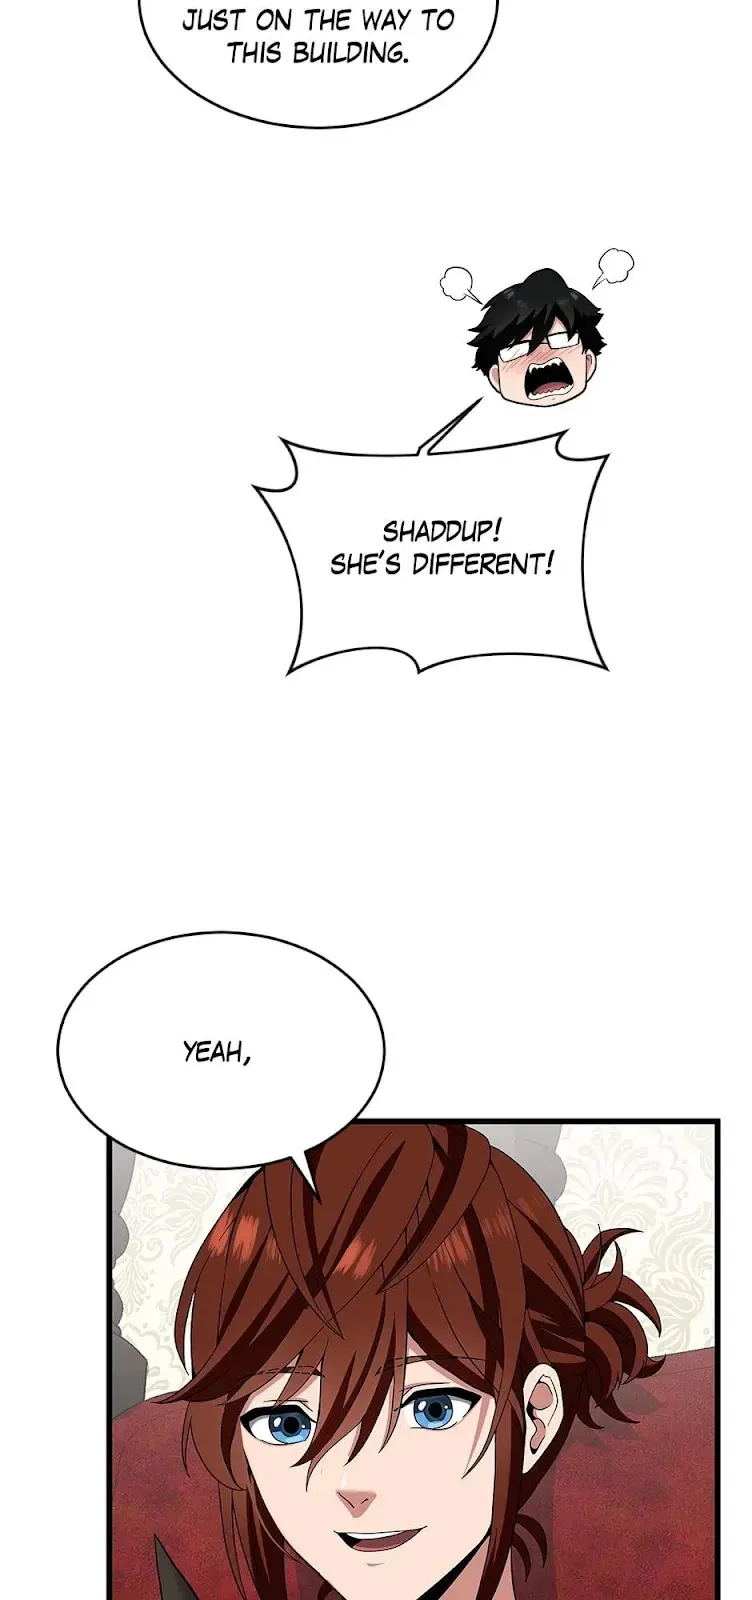 JUST ON THE WAY TO
THIS BUILDING.
SHADDUP!
SHE'S DIFFERENT!
YEAH,